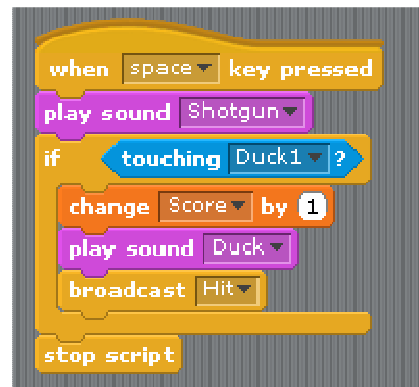 when space key pressed
play sound Shotgun
if touching Duck1 ?
change Score by 1
play sound Duck
broadcast Hit
stop script